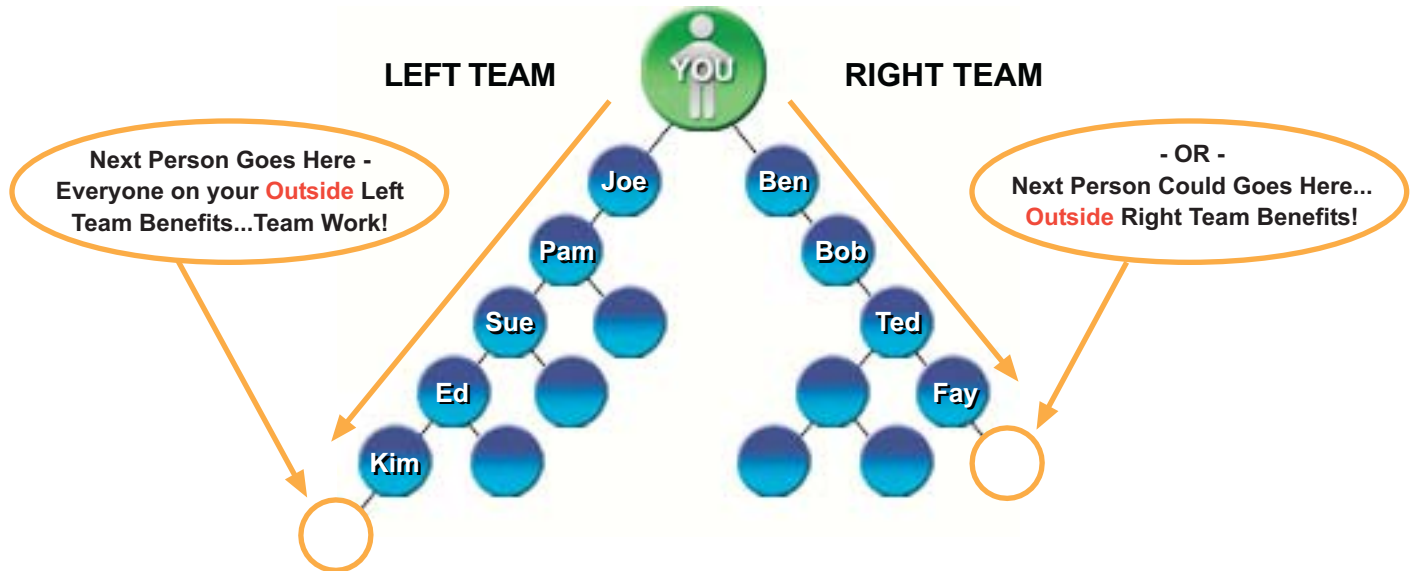 YOU
LEFT TEAM
RIGHT TEAM
Next Person Goes Here -
Everyone on your Outside Left
Team Benefits...Team Work!
- OR -
Next Person Could Goes Here...
Outside Right Team Benefits!
Joe
Ben
Pam
Bob
Sue
Ted
Ed
Fay
Kim